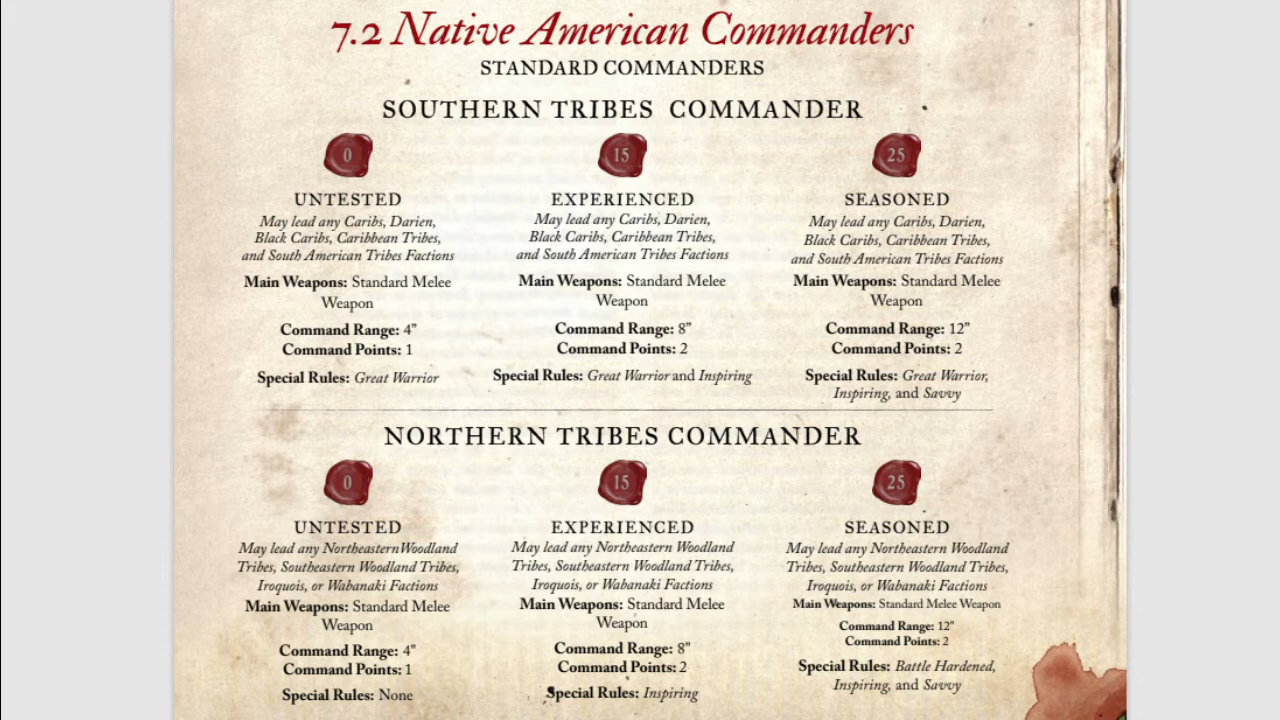 7.2 Native American Commanders
STANDARD COMMANDERS
SOUTHERN TRIBES COMMANDER
0
UNTESTED
May lead any Caribs, Darien,
Black Caribs, Caribbean Tribes,
and South American Tribes Factions
Main Weapons: Standard Melee
Weapon
Command Range: 4"
Command Points: 1
Special Rules: Great Warrior
15
EXPERIENCED
May lead any Caribs, Darien,
Black Caribs, Caribbean Tribes,
and South American Tribes Factions
Main Weapons: Standard Melee
Weapon
Command Range: 8"
Command Points: 2
Special Rules: Great Warrior and Inspiring
25
SEASONED
May lead any Caribs, Darien,
Black Caribs, Caribbean Tribes,
and South American Tribes Factions
Main Weapons: Standard Melee
Weapon
Command Range: 12"
Command Points: 2
Special Rules: Great Warrior,
Inspiring, and Savvy
NORTHERN TRIBES COMMANDER
0
UNTESTED
May lead any Northeastern Woodland
Tribes, Southeastern Woodland Tribes,
Iroquois, or Wabanaki Factions
Main Weapons: Standard Melee
Weapon
Command Range: 4"
Command Points: 1
Special Rules: None
15
EXPERIENCED
May lead any Northeastern Woodland
Tribes, Southeastern Woodland Tribes,
Iroquois, or Wabanaki Factions
Main Weapons: Standard Melee
Weapon
Command Range: 8"
Command Points: 2
Special Rules: Inspiring
25
SEASONED
May lead any Northeastern Woodland
Tribes, Southeastern Woodland Tribes,
Iroquois, or Wabanaki Factions
Main Weapons: Standard Melee Weapon
Command Range: 12"
Command Points: 2
Special Rules: Battle Hardened,
Inspiring, and Savvy